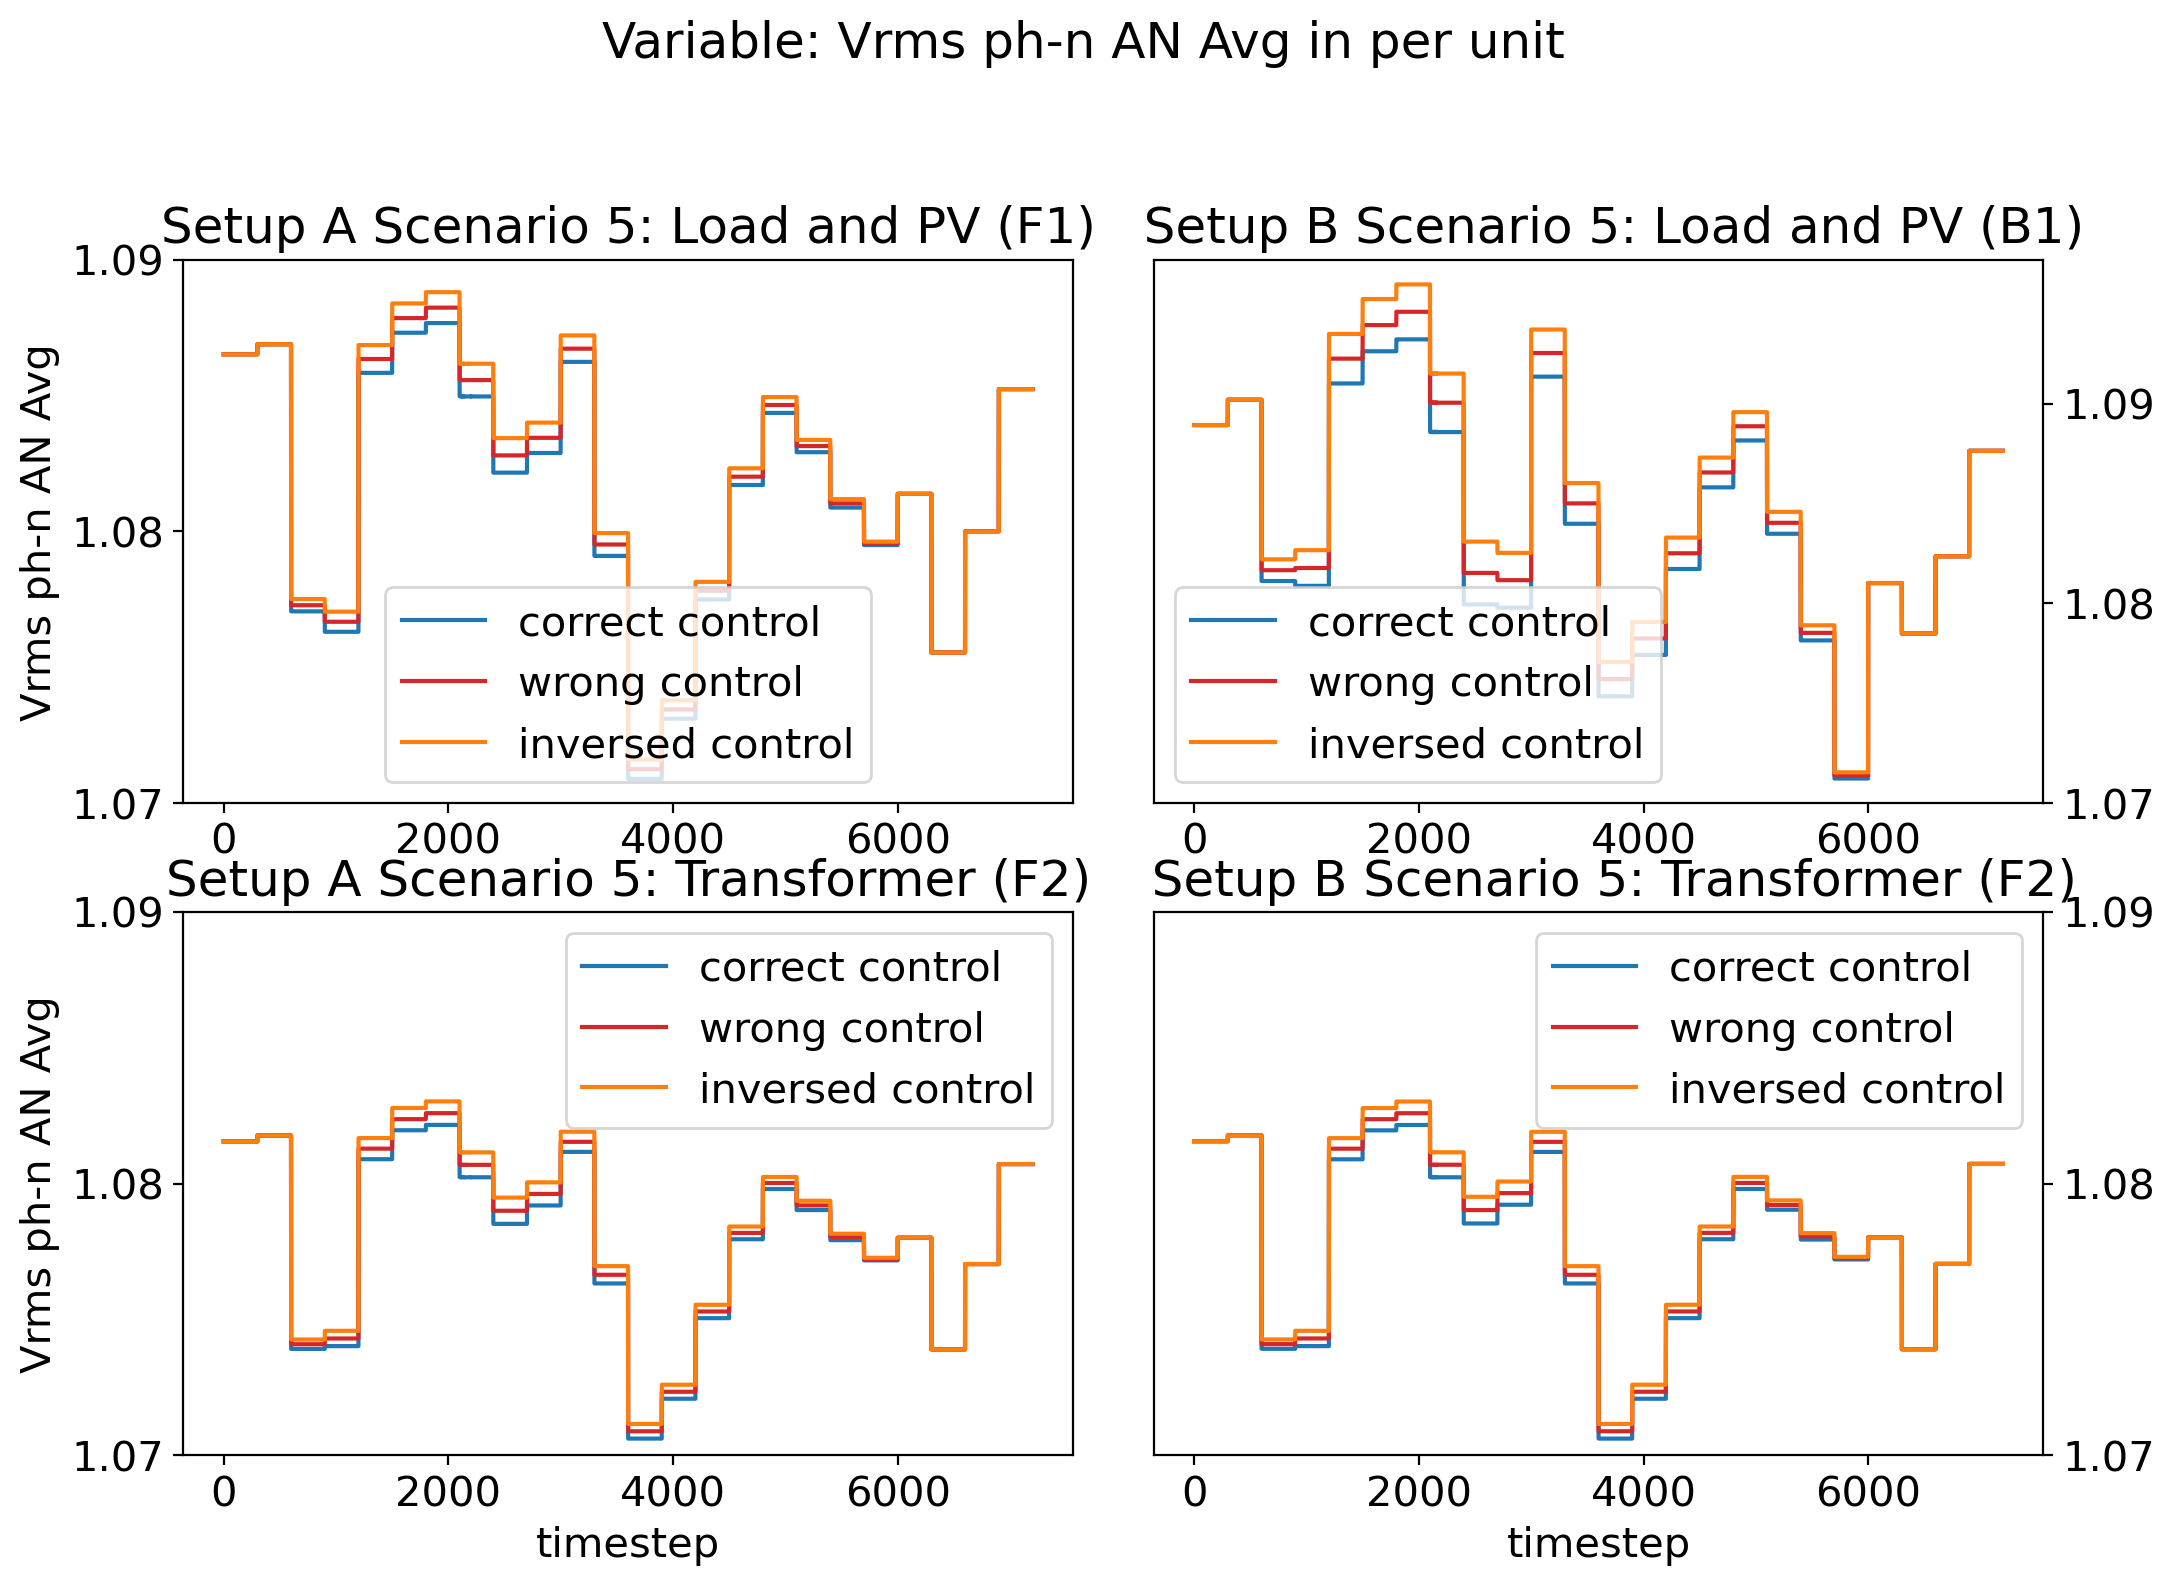 Variable: Vrms ph-n AN Avg in per unit
Setup A Scenario 5: Load and PV (F1)
Vrms ph-n AN Avg
1.09
1.08
1.07
correct control
wrong control
inversed control
0 2000 4000 6000
Setup B Scenario 5: Load and PV (B1)
1.09
1.08
1.07
correct control
wrong control
inversed control
0 2000 4000 6000
Setup A Scenario 5: Transformer (F2)
Vrms ph-n AN Avg
1.09
1.08
1.07
correct control
wrong control
inversed control
0 2000 4000 6000
timestep
Setup B Scenario 5: Transformer (F2)
1.09
1.08
1.07
correct control
wrong control
inversed control
0 2000 4000 6000
timestep